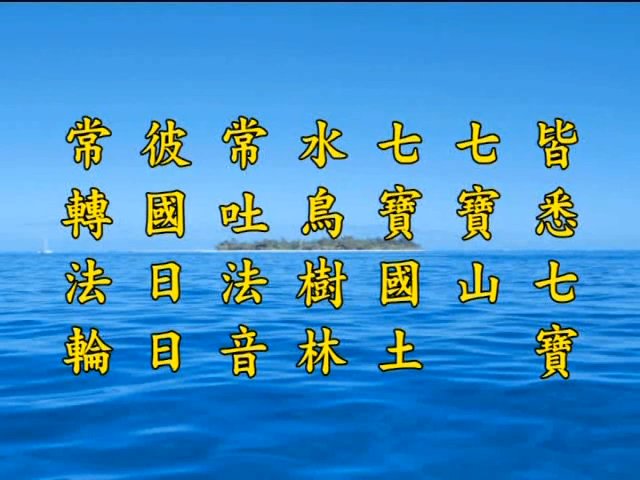 皆悉七寶
七寶山
七寶國土
水鳥樹林
常吐法音
彼國日日
常轉法輪